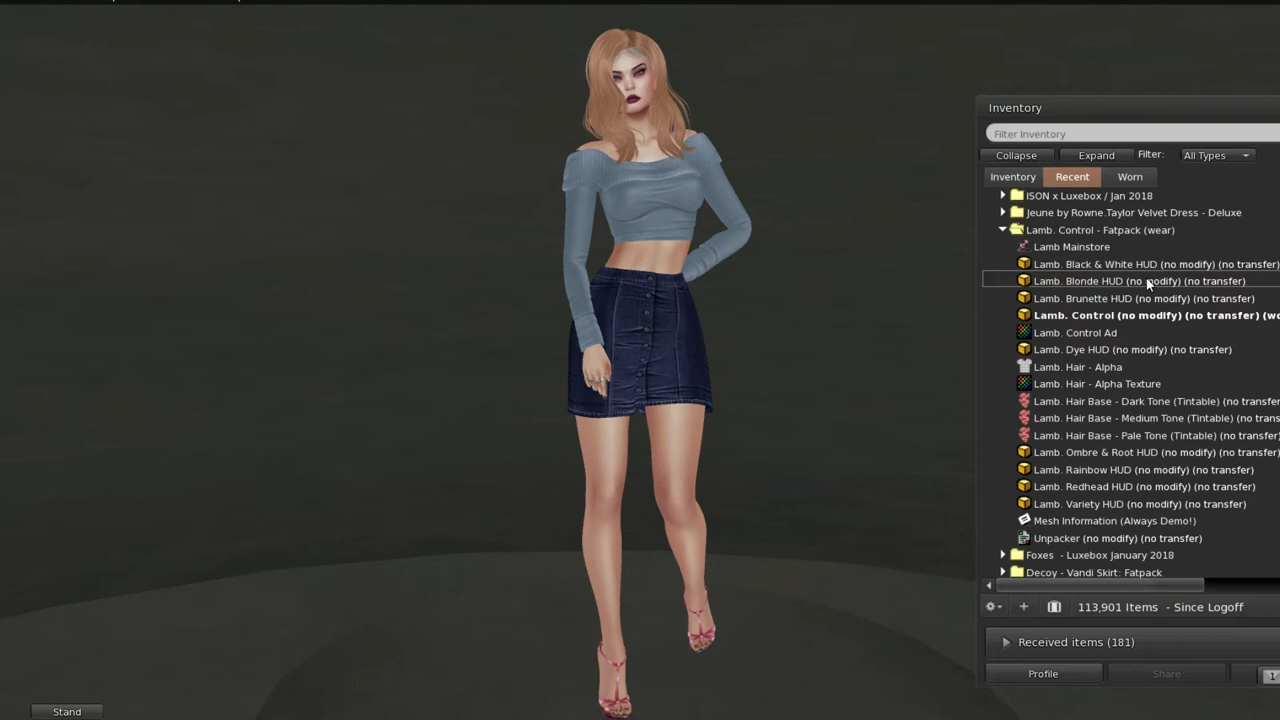 Inventory
Filter Inventory
Collapse
Expand
Filter:
All Types
Inventory
Recent
Worn
ISON x Luxebox / Jan 2018
Jeune by Rowne.Taylor Velvet Dress - Deluxe
Lamb. Control - Fatpack (wear)
Lamb Mainstore
Lamb. Black & White HUD (no modify) (no transfer)
Lamb. Blonde HUD (no modify) (no transfer)
Lamb. Brunette HUD (no modify) (no transfer)
Lamb. Control (no modify) (no transfer) (wo
Lamb. Control Ad
Lamb. Dye HUD (no modify) (no transfer)
Lamb. Hair - Alpha
Lamb. Hair - Alpha Texture
Lamb. Hair Base - Dark Tone (Tintable) (no transfer
Lamb. Hair Base - Medium Tone (Tintable) (no trans
Lamb. Hair Base - Pale Tone (Tintable) (no transfer
Lamb. Ombre & Root HUD (no modify) (no transfer)
Lamb. Rainbow HUD (no modify) (no transfer)
Lamb. Redhead HUD (no modify) (no transfer)
Lamb. Variety HUD (no modify) (no transfer)
Mesh Information (Always Demo!)
Unpacker (no modify) (no transfer)
Foxes - Luxebox January 2018
Decoy - Vandi Skirt: Fatpack
113,901 Items - Since Logoff
Received items (181)
Profile
Share
1
Stand